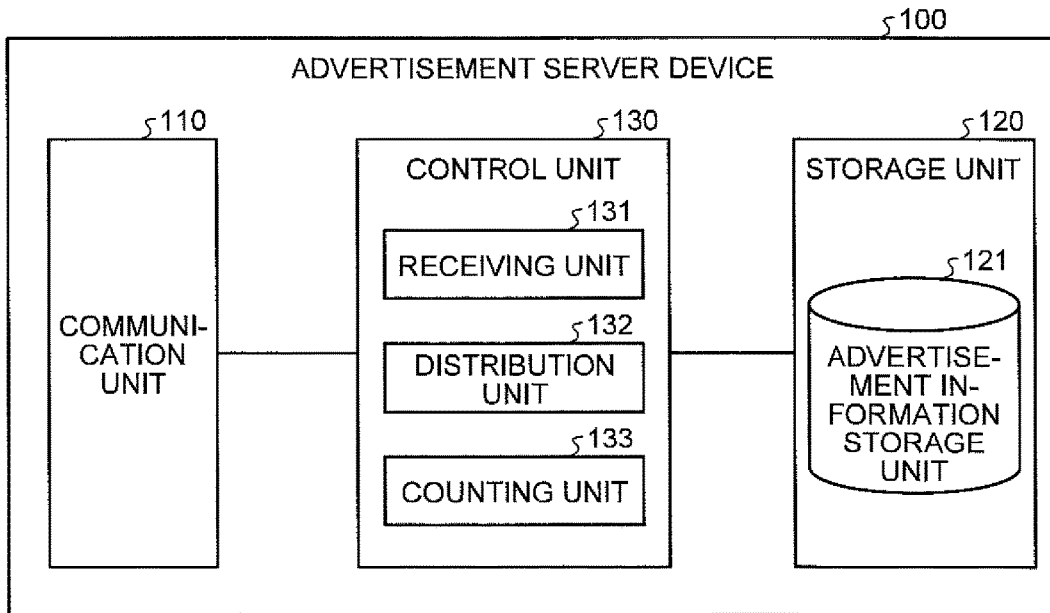 100
ADVERTISEMENT SERVER DEVICE
110
COMMUNI-
CATION
UNIT
130
CONTROL UNIT
131
RECEIVING UNIT
132
DISTRIBUTION
UNIT
133
COUNTING UNIT
120
STORAGE UNIT
121
ADVERTISE-
MENT IN-
FORMATION
STORAGE
UNIT